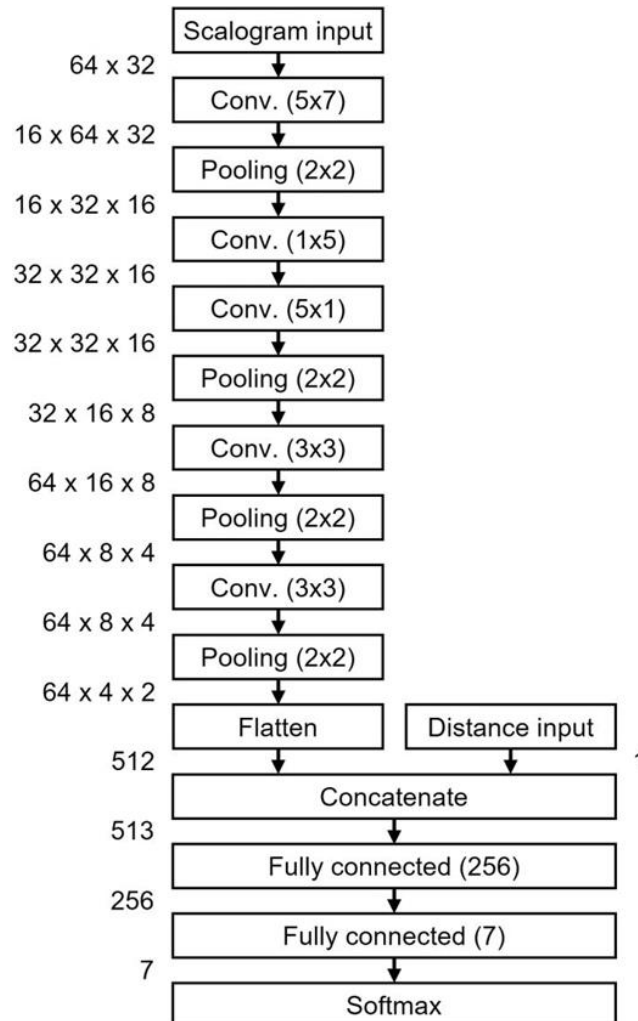 Scalogram input
64 x 32
Conv. (5x7)
16 x 64 x 32
Pooling (2x2)
16 x 32 x 16
Conv. (1x5)
32 x 32 x 16
Conv. (5x1)
32 x 32 x 16
Pooling (2x2)
32 x 16 x 8
Conv. (3x3)
64 x 16 x 8
Pooling (2x2)
64 x 8 x 4
Conv. (3x3)
64 x 8 x 4
Pooling (2x2)
64 x 4 x 2
Flatten
Distance input
512
Concatenate
513
Fully connected (256)
256
Fully connected (7)
7
Softmax